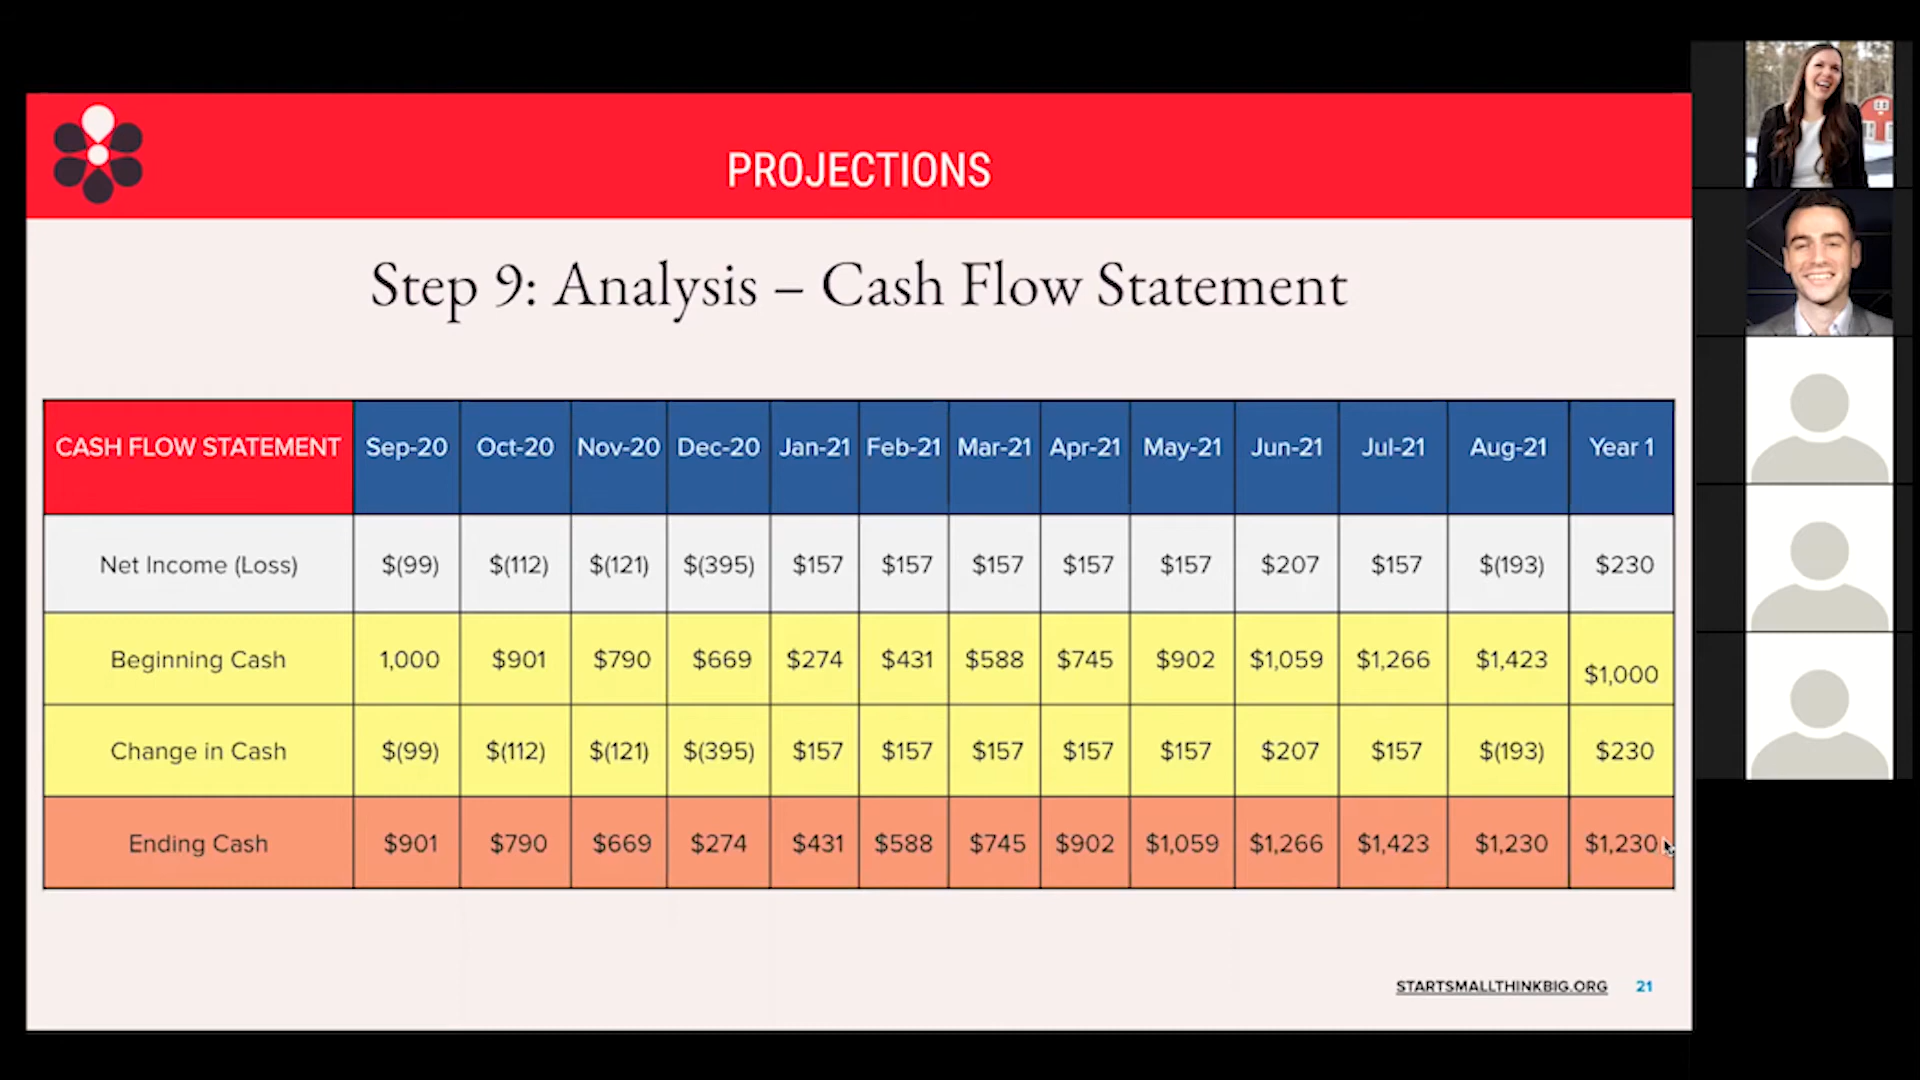 PROJECTIONS
Step 9: Analysis – Cash Flow Statement
CASH FLOW STATEMENT Sep-20 Oct-20 Nov-20 Dec-20 Jan-21 Feb-21 Mar-21 Apr-21 May-21 Jun-21 Jul-21 Aug-21 Year 1
Net Income (Loss) $(99) $(112) $(121) $(395) $157 $157 $157 $157 $157 $207 $157 $(193) $230
Beginning Cash 1,000 $901 $790 $669 $274 $431 $588 $745 $902 $1,059 $1,266 $1,423 $1,000
Change in Cash $(99) $(112) $(121) $(395) $157 $157 $157 $157 $157 $207 $157 $(193) $230
Ending Cash $901 $790 $669 $274 $431 $588 $745 $902 $1,059 $1,266 $1,423 $1,230 $1,230
STARTSMALLTHINKBIG.ORG 21